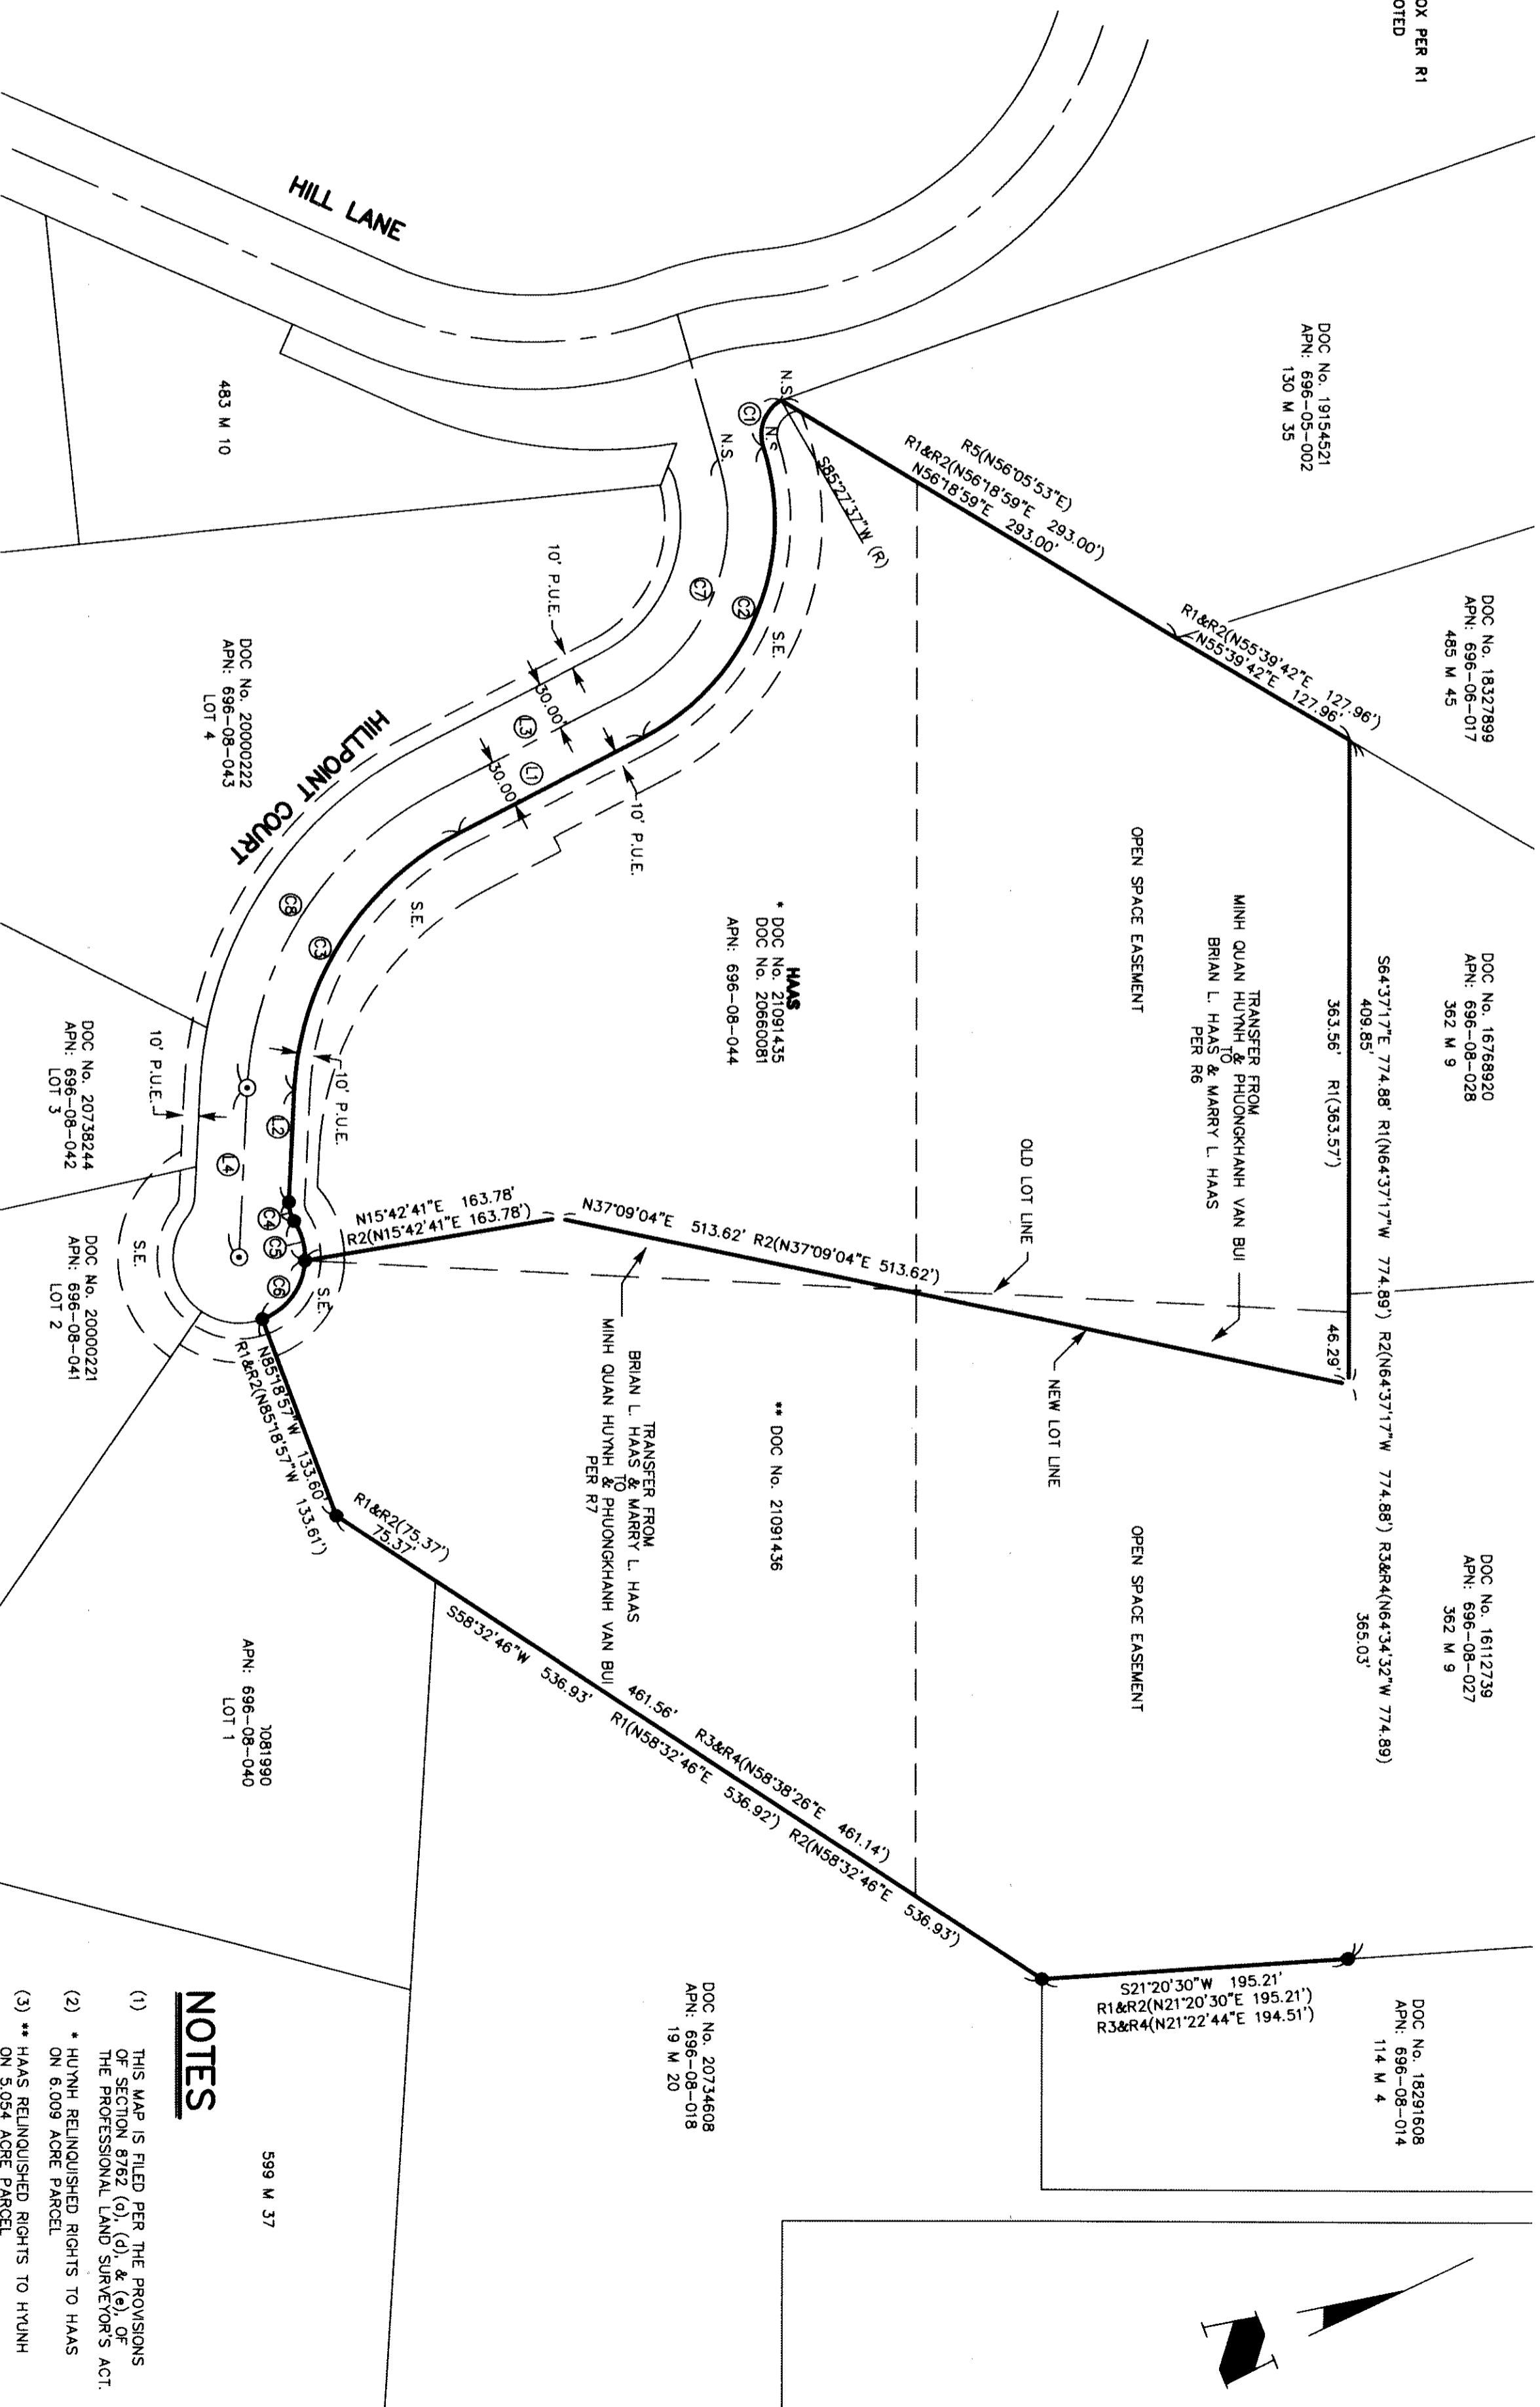 OX PER R1
OTED
DOC No. 19154521
APN: 696-05-002
130 M 35
DOC No. 18327899
APN: 696-06-017
485 M 45
DOC No. 16768920
APN: 696-08-028
362 M 9
DOC No. 16112739
APN: 696-08-027
362 M 9
DOC No. 18291608
APN: 696-08-014
114 M 4
S64°37'17"E 774.88' R1(N64°37'17"W 774.89') R2(N64°37'17"W 774.88') R3&R4(N64°34'32"W 774.89)
409.85'
365.03'
363.56' R1(363.57')
46.29'
R5(N56°05'53"E)
R1&R2(N56°18'59"E 293.00')
N56°18'59"E 293.00'
R1&R2(N55°39'42"E 127.96')
N55°39'42"E 127.96'
TRANSFER FROM
MINH QUAN HUYNH & PHUONGKHANH VAN BUI
TO
BRIAN L. HAAS & MARRY L. HAAS
PER R6
OPEN SPACE EASEMENT
OPEN SPACE EASEMENT
S21°20'30"W 195.21'
R1&R2(N21°20'30"E 195.21')
R3&R4(N21°22'44"E 194.51')
OLD LOT LINE
NEW LOT LINE
HILL LANE
N.S.
N.S.
N.S.
S85°27'37"W (R)
C1
C2
C7
S.E.
HAAS
* DOC No. 21091435
DOC No. 20660081
APN: 696-08-044
** DOC No. 21091436
N37°09'04"E 513.62' R2(N37°09'04"E 513.62')
TRANSFER FROM
BRIAN L. HAAS & MARRY L. HAAS
TO
MINH QUAN HUYNH & PHUONGKHANH VAN BUI
PER R7
DOC No. 20734608
APN: 696-08-018
19 M 20
10' P.U.E.
30.00'
L3
L1
30.00'
10' P.U.E.
S.E.
N15°42'41"E 163.78'
R2(N15°42'41"E 163.78')
R1&R2(75.37')
75.37'
461.56' R3&R4(N58°38'26"E 461.14')
S58°32'46"W 536.93' R1(N58°32'46"E 536.92') R2(N58°32'46"E 536.93')
HILLPOINT COURT
C8
C3
10' P.U.E.
L2
L4
C4
C5
C6
S.E.
S.E.
N85°18'57"W 133.60'
R1&R2(N85°18'57"W 133.61')
483 M 10
DOC No. 20000222
APN: 696-08-043
LOT 4
10' P.U.E.
DOC No. 20738244
APN: 696-08-042
LOT 3
DOC No. 20000221
APN: 696-08-041
LOT 2
APN: 696-08-040
LOT 1
599 M 37
NOTES
(1) THIS MAP IS FILED PER THE PROVISIONS
OF SECTION 8762 (a), (d), & (e), OF
THE PROFESSIONAL LAND SURVEYOR'S ACT.
(2) * HUYNH RELINQUISHED RIGHTS TO HAAS
ON 6.009 ACRE PARCEL
(3) ** HAAS RELINQUISHED RIGHTS TO HYUNH
ON 5.054 ACRE PARCEL
N